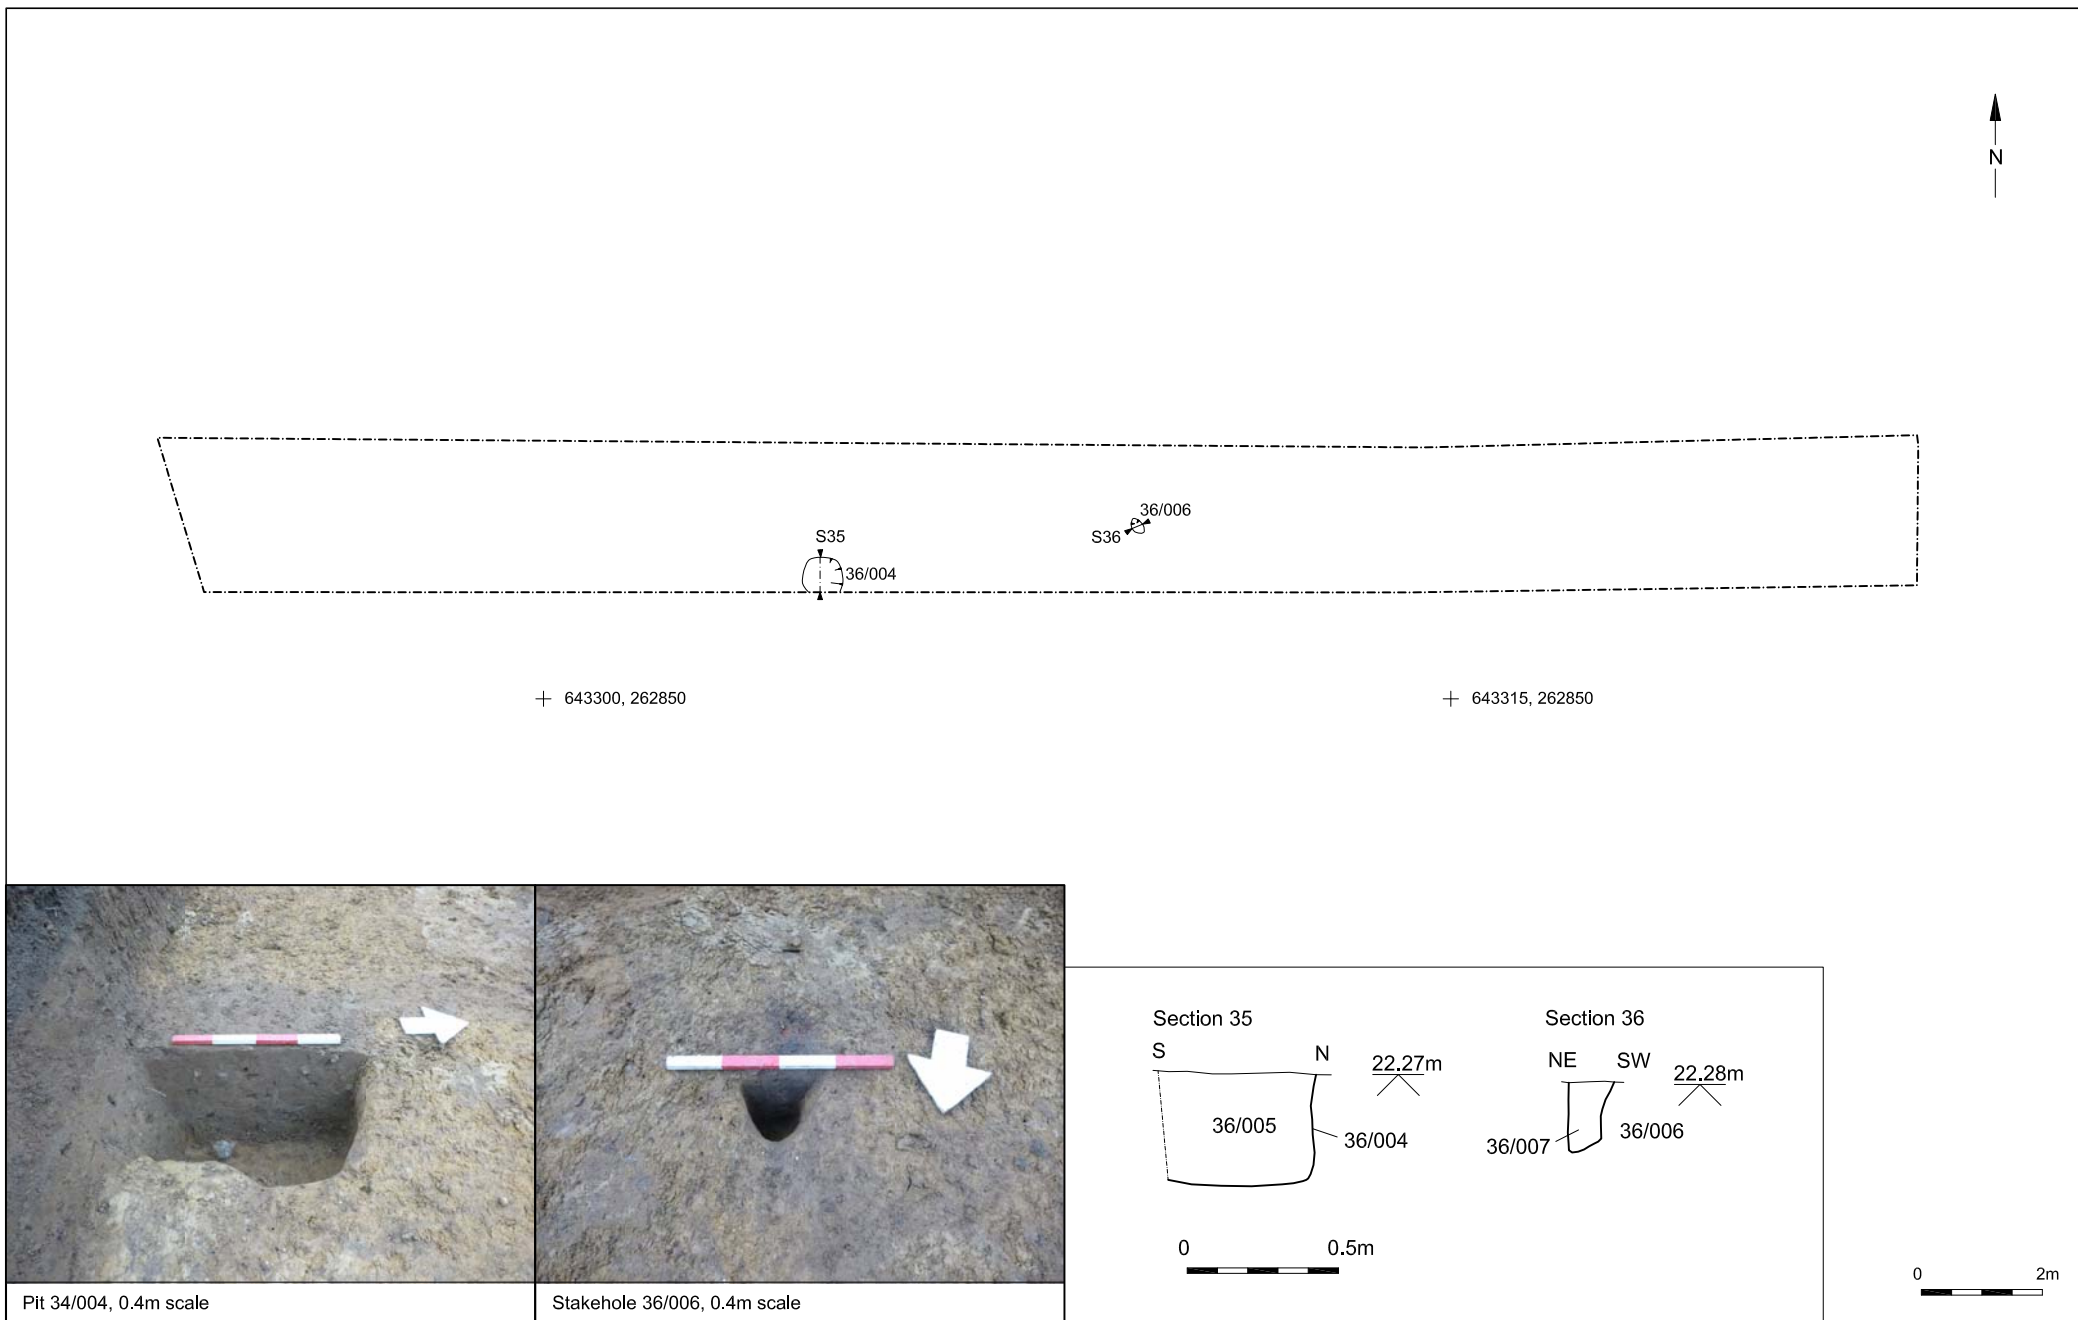 N
36/006
S36
S35
36/004
643300, 262850
643315, 262850
Pit 34/004, 0.4m scale
Stakehole 36/006, 0.4m scale
Section 35
S N
22.27m
36/005
36/004
0 0.5m
Section 36
NE SW
22.28m
36/007
36/006
0 2m